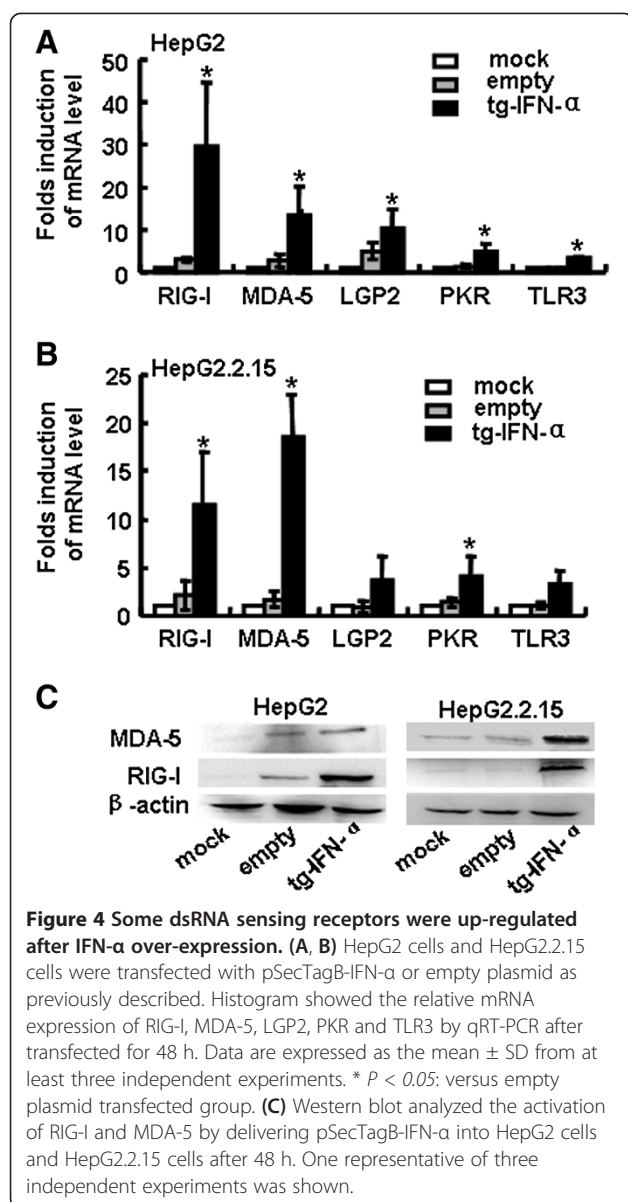 A
HepG2
mock
empty
tg-IFN-α
Folds induction
of mRNA level
50
40
30
20
10
0
* * * * *
RIG-I MDA-5 LGP2 PKR TLR3
B
HepG2.2.15
mock
empty
tg-IFN-α
Folds induction
of mRNA level
25
20
15
10
5
0
* * *
RIG-I MDA-5 LGP2 PKR TLR3
C
HepG2 HepG2.2.15
MDA-5
RIG-I
β-actin
mock empty tg-IFN-α mock empty tg-IFN-α
Figure 4 Some dsRNA sensing receptors were up-regulated
after IFN-α over-expression. (A, B) HepG2 cells and HepG2.2.15
cells were transfected with pSecTagB-IFN-α or empty plasmid as
previously described. Histogram showed the relative mRNA
expression of RIG-I, MDA-5, LGP2, PKR and TLR3 by qRT-PCR after
transfected for 48 h. Data are expressed as the mean ± SD from at
least three independent experiments. * P < 0.05: versus empty
plasmid transfected group. (C) Western blot analyzed the activation
of RIG-I and MDA-5 by delivering pSecTagB-IFN-α into HepG2 cells
and HepG2.2.15 cells after 48 h. One representative of three
independent experiments was shown.